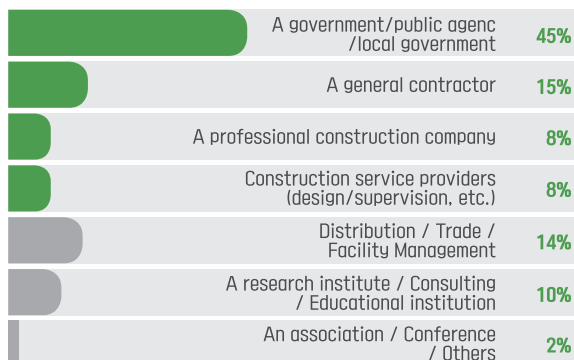 A government/public agenc
/local government
45%
A general contractor
15%
A professional construction company
8%
Construction service providers
(design/supervision, etc.)
8%
Distribution / Trade /
Facility Management
14%
A research institute / Consulting
/ Educational institution
10%
An association / Conference
/ Others
2%